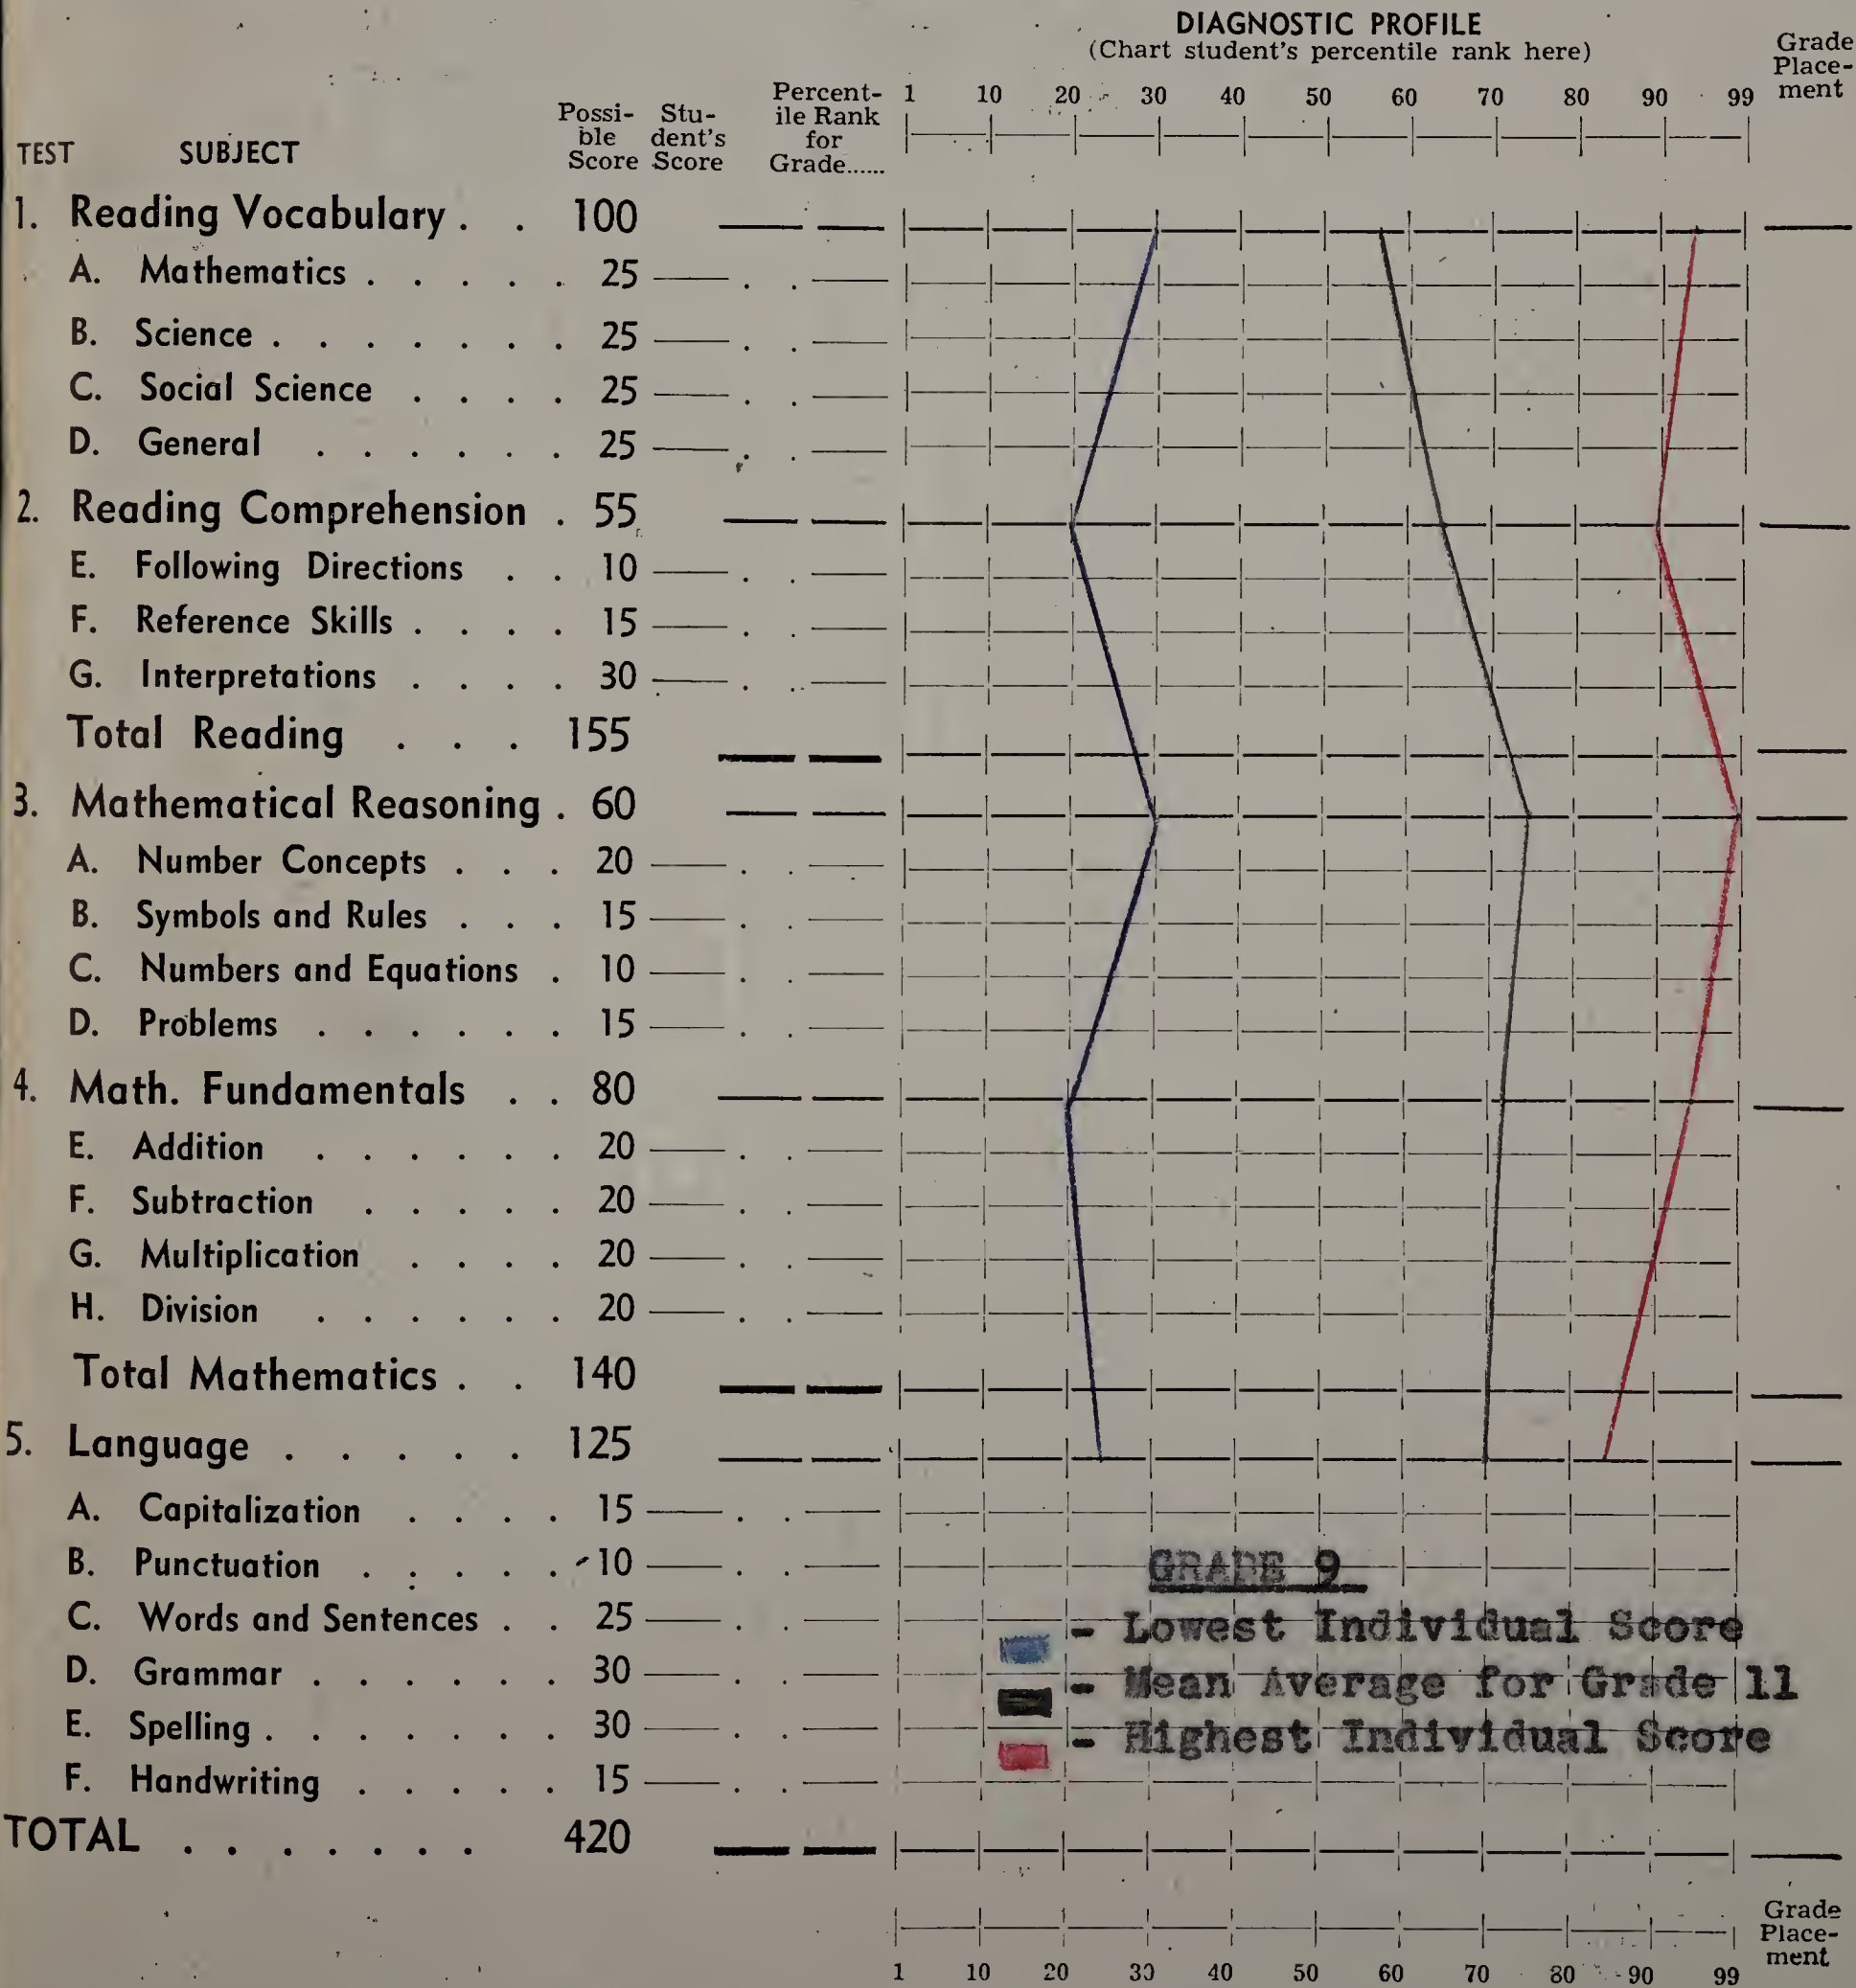 DIAGNOSTIC PROFILE
(Chart student's percentile rank here)
Grade Place- ment
TEST SUBJECT Possi- ble Score Stu- dent's Score Percent- ile Rank for Grade...... 1 10 20 30 40 50 60 70 80 90 99
1. Reading Vocabulary . . 100
A. Mathematics . . . . . 25
B. Science . . . . . . . 25
C. Social Science . . . . 25
D. General . . . . . . 25
2. Reading Comprehension . 55
E. Following Directions . . 10
F. Reference Skills . . . . 15
G. Interpretations . . . . 30
Total Reading . . . 155
3. Mathematical Reasoning . 60
A. Number Concepts . . . 20
B. Symbols and Rules . . . 15
C. Numbers and Equations . 10
D. Problems . . . . . . 15
4. Math. Fundamentals . . 80
E. Addition . . . . . . 20
F. Subtraction . . . . . 20
G. Multiplication . . . . 20
H. Division . . . . . . 20
Total Mathematics . . 140
5. Language . . . . . 125
A. Capitalization . . . . 15
B. Punctuation . . . . . 10 GRADE 9
C. Words and Sentences . . 25 - Lowest Individual Score
D. Grammar . . . . . . 30 - Mean Average for Grade 11
E. Spelling . . . . . . . 30 - Highest Individual Score
F. Handwriting . . . . . 15
TOTAL . . . . . . . 420
Grade Place- ment
1 10 20 30 40 50 60 70 80 90 99